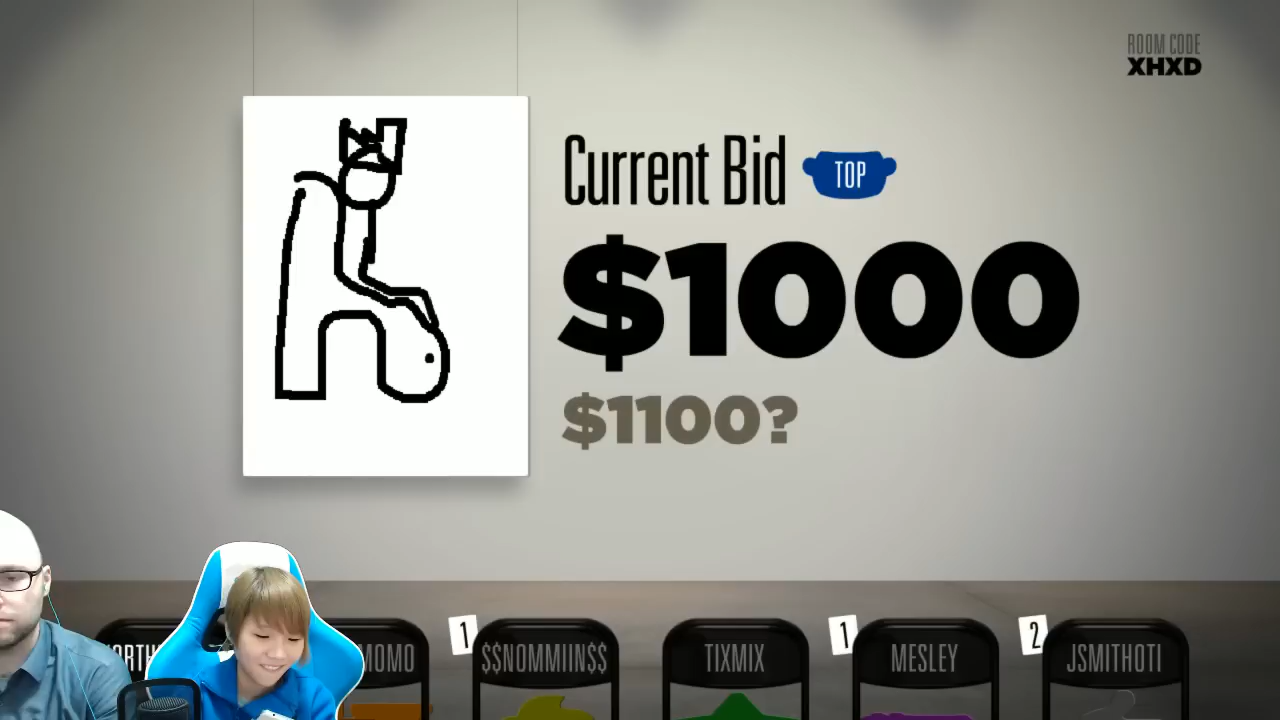 ROOM CODE
XHXD
Current Bid
TOP
$1000
$1100?
1
1
2
$$NOMMIIN$$
TIXMIX
MESLEY
JSMITHOTI